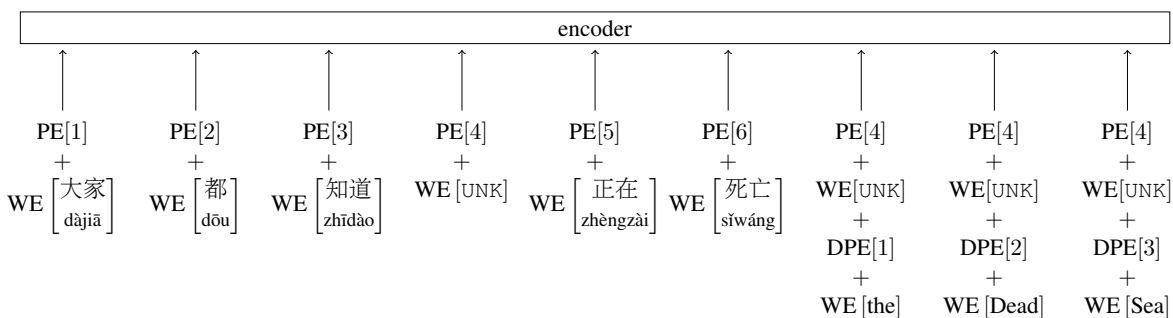 encoder
PE[1] PE[2] PE[3] PE[4] PE[5] PE[6] PE[4] PE[4] PE[4]
+ + + + + + + + +
WE [大家 dàjiā] WE [都 dōu] WE [知道 zhīdào] WE [UNK] WE [正在 zhèngzài] WE [死亡 sǐwáng] WE[UNK] WE[UNK] WE[UNK]
+ + +
DPE[1] DPE[2] DPE[3]
+ + +
WE [the] WE [Dead] WE [Sea]